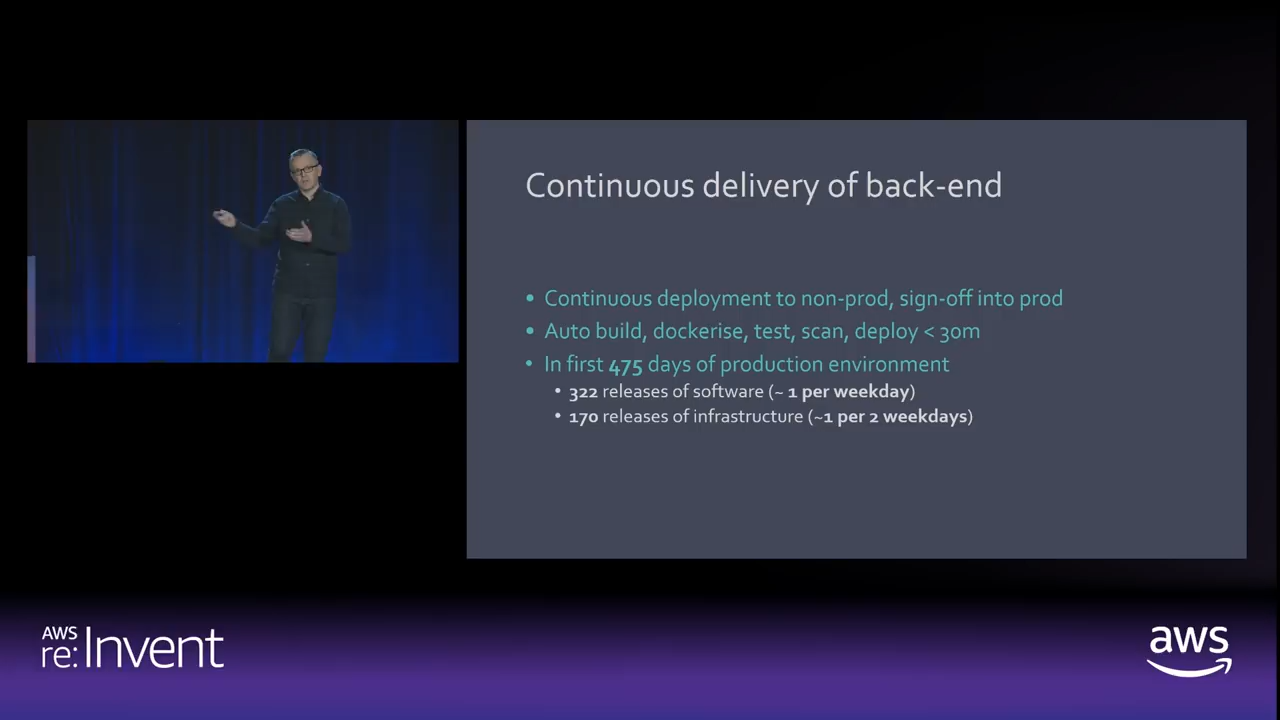 Continuous delivery of back-end
• Continuous deployment to non-prod, sign-off into prod
• Auto build, dockerise, test, scan, deploy < 30m
• In first 475 days of production environment
• 322 releases of software (~ 1 per weekday)
• 170 releases of infrastructure (~1 per 2 weekdays)
AWS
re:Invent
aws